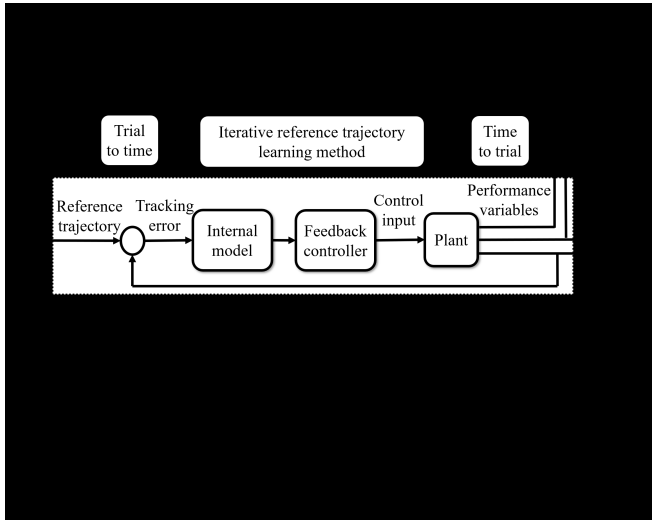 Trial
to time
Iterative reference trajectory
learning method
Time
to trial
Reference
trajectory
Tracking
error
Internal
model
Feedback
controller
Control
input
Plant
Performance
variables